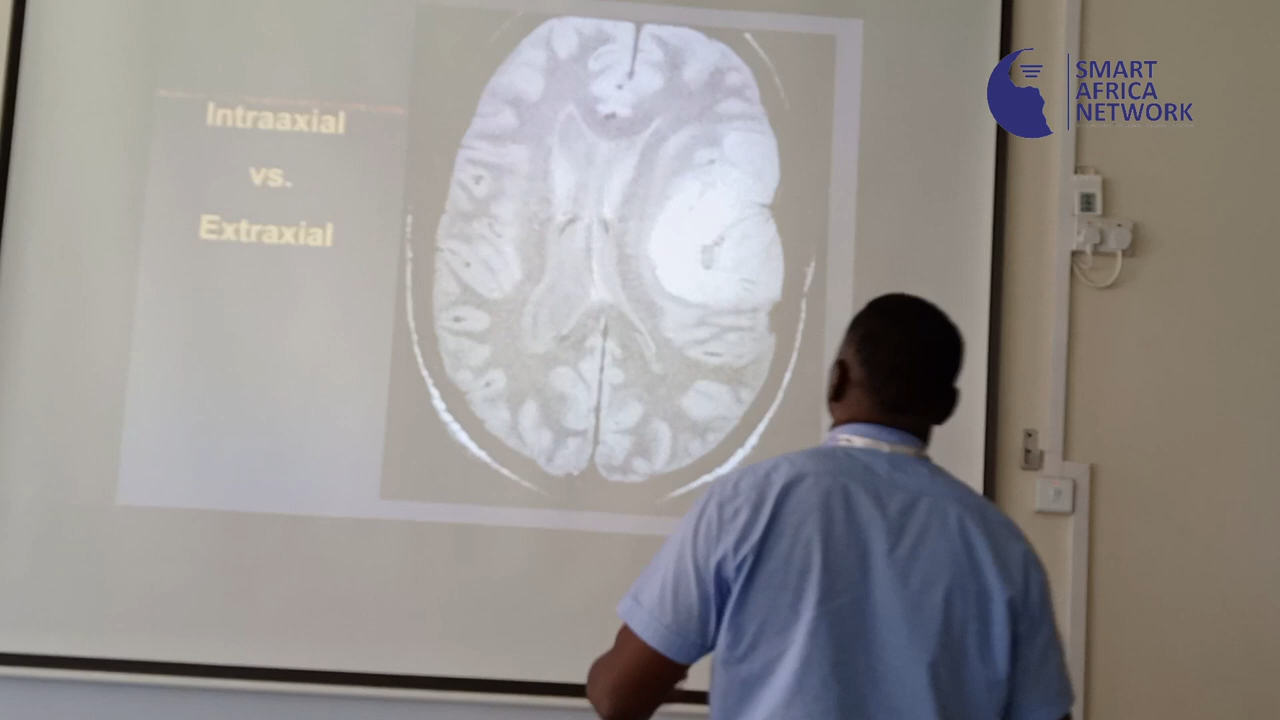 Intraaxial
vs.
Extraxial
SMART
AFRICA
NETWORK